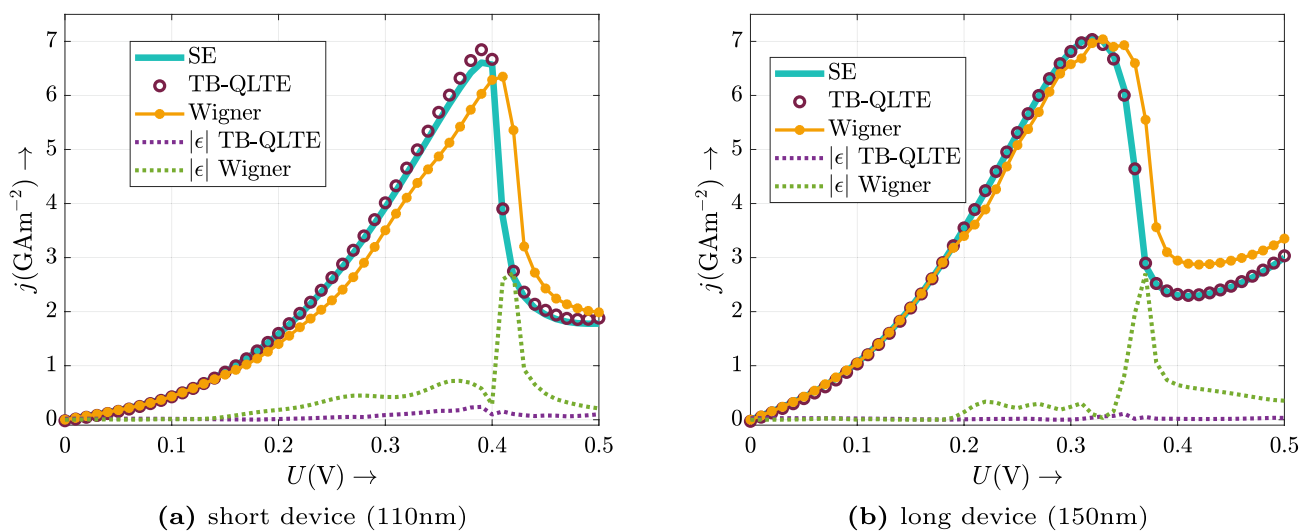 7
6
5
4
3
2
1
0
j(GAm⁻²) →
SE
TB-QLTE
Wigner
|ϵ| TB-QLTE
|ϵ| Wigner
0 0.1 0.2 0.3 0.4 0.5
U(V) →
(a) short device (110nm)
7
6
5
4
3
2
1
0
j(GAm⁻²) →
SE
TB-QLTE
Wigner
|ϵ| TB-QLTE
|ϵ| Wigner
0 0.1 0.2 0.3 0.4 0.5
U(V) →
(b) long device (150nm)